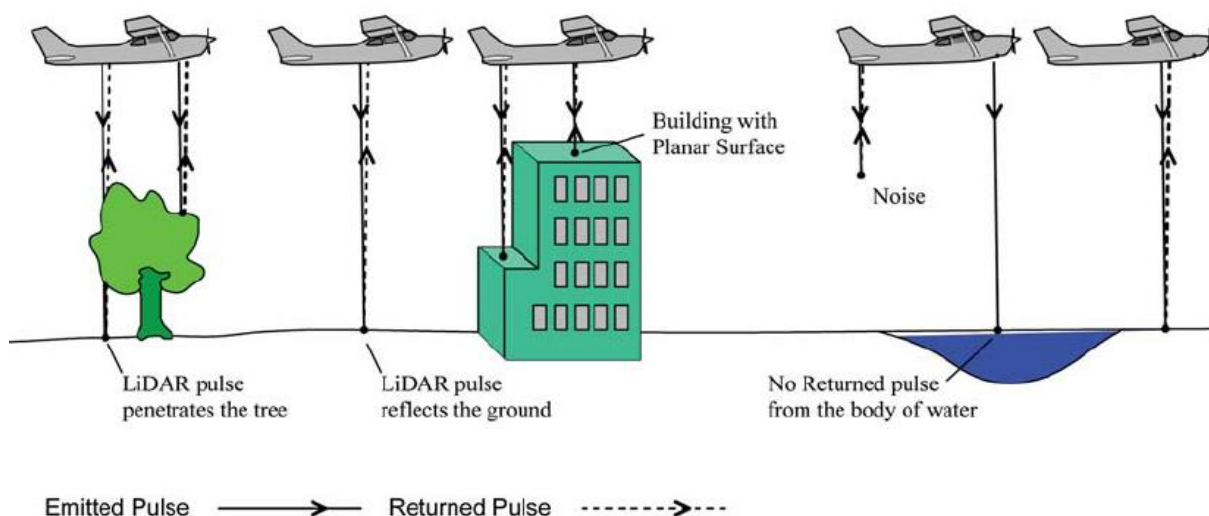 Building with
Planar Surface
Noise
LiDAR pulse
penetrates the tree
LiDAR pulse
reflects the ground
No Returned pulse
from the body of water
Emitted Pulse
Returned Pulse